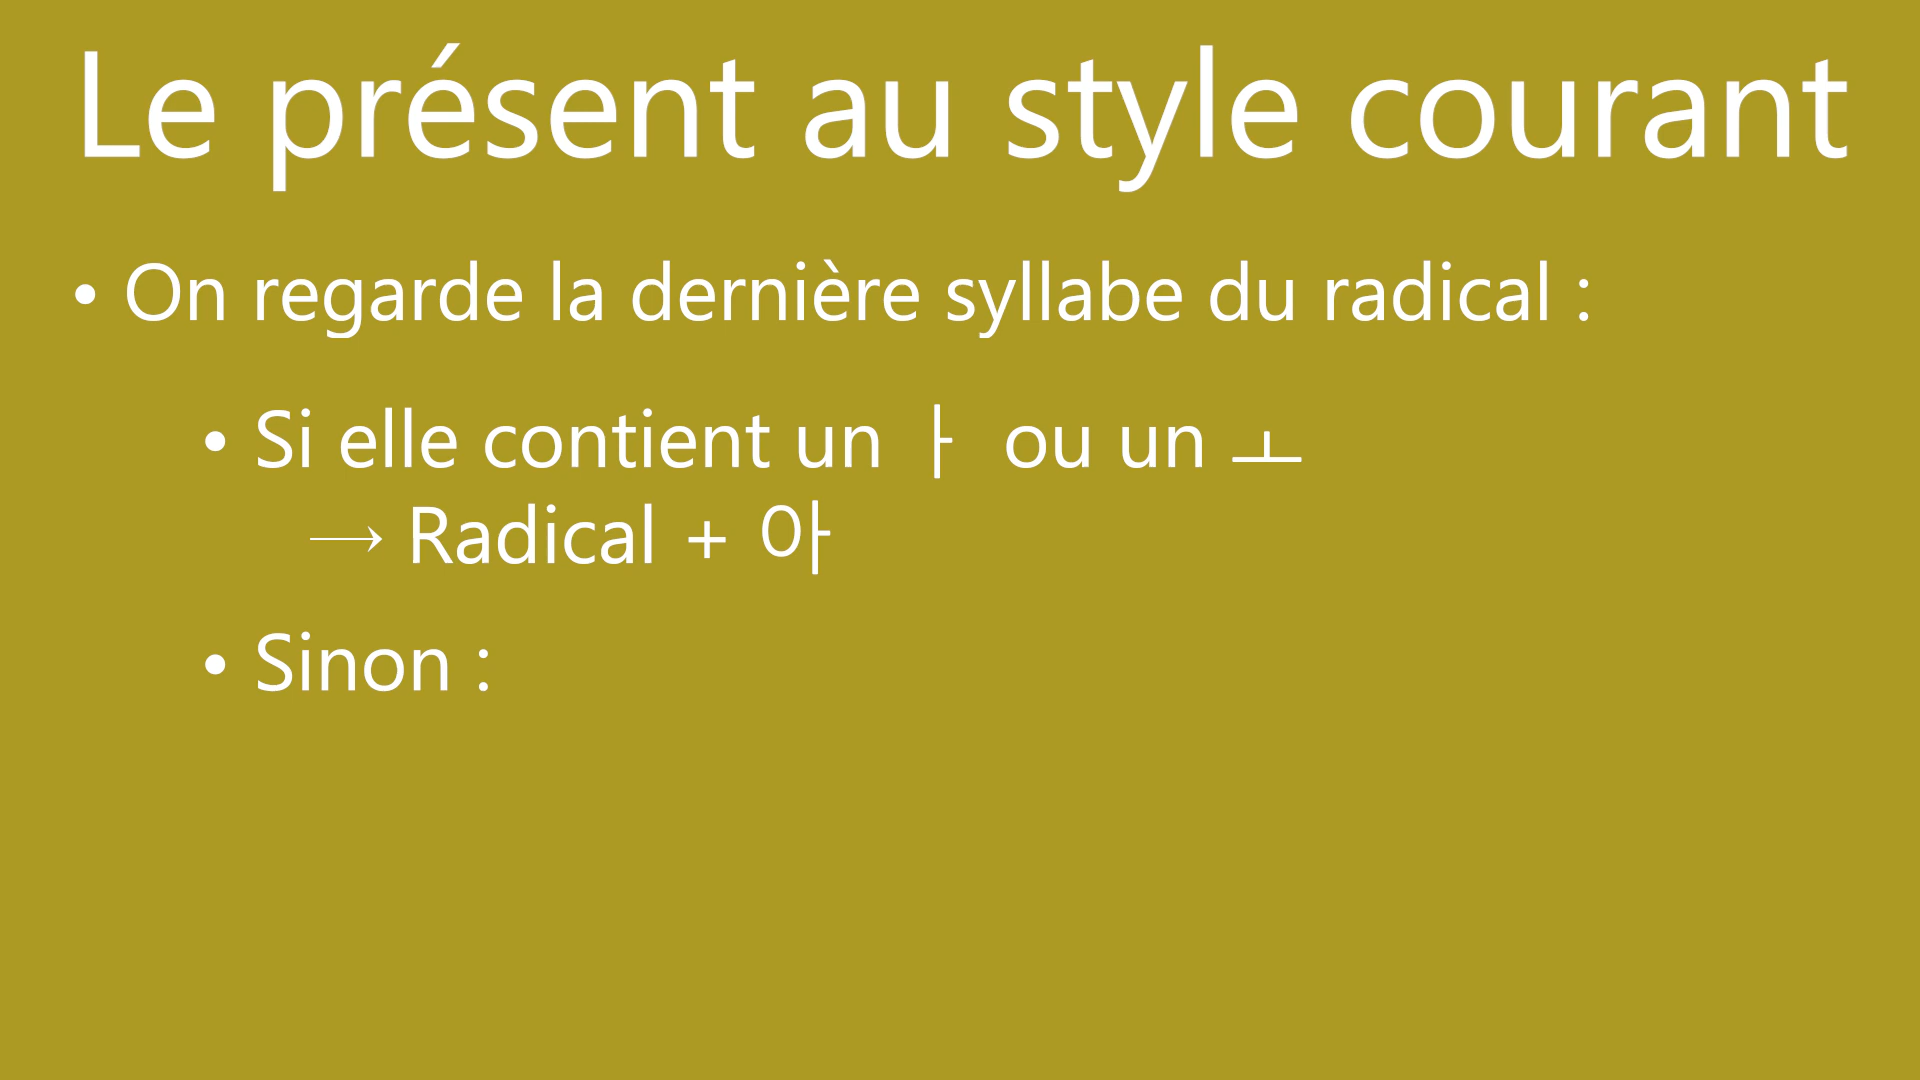 Le présent au style courant
• On regarde la dernière syllabe du radical :
• Si elle contient un ㅏ ou un ㅗ
→ Radical + 아
• Sinon :